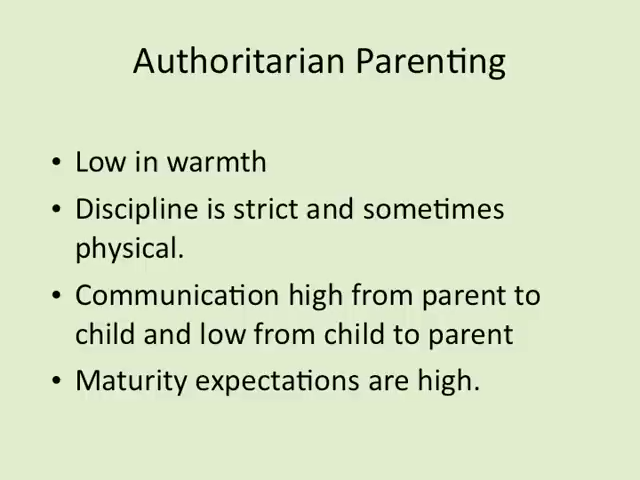 Authoritarian Parenting
• Low in warmth
• Discipline is strict and sometimes
physical.
• Communication high from parent to
child and low from child to parent
• Maturity expectations are high.